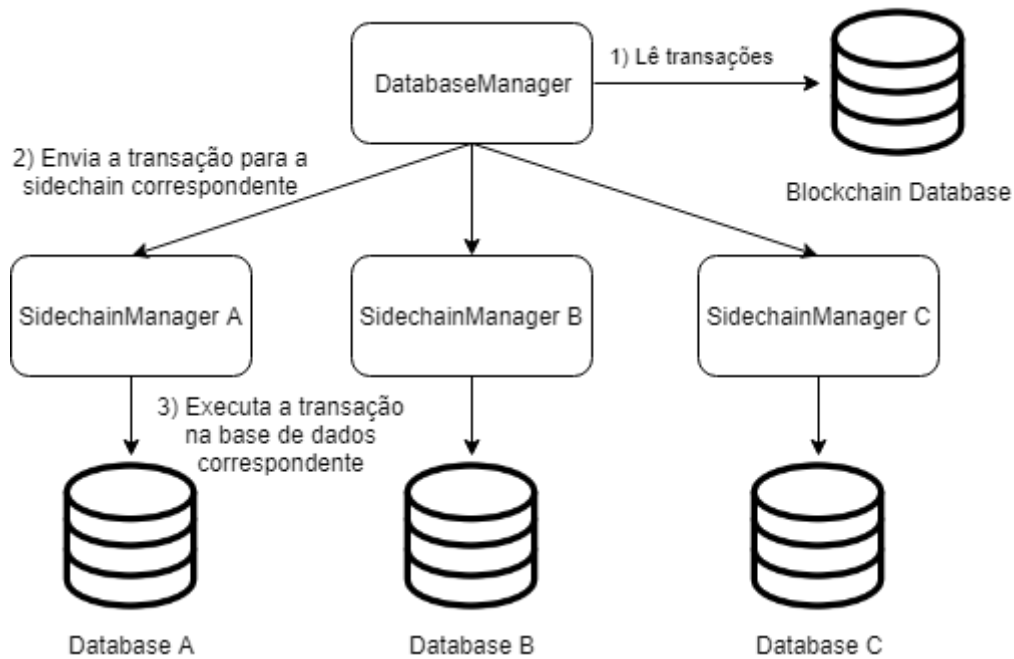 DatabaseManager
1) Lê transações
Blockchain Database
2) Envia a transação para a
sidechain correspondente
SidechainManager A
SidechainManager B
SidechainManager C
3) Executa a transação
na base de dados
correspondente
Database A
Database B
Database C